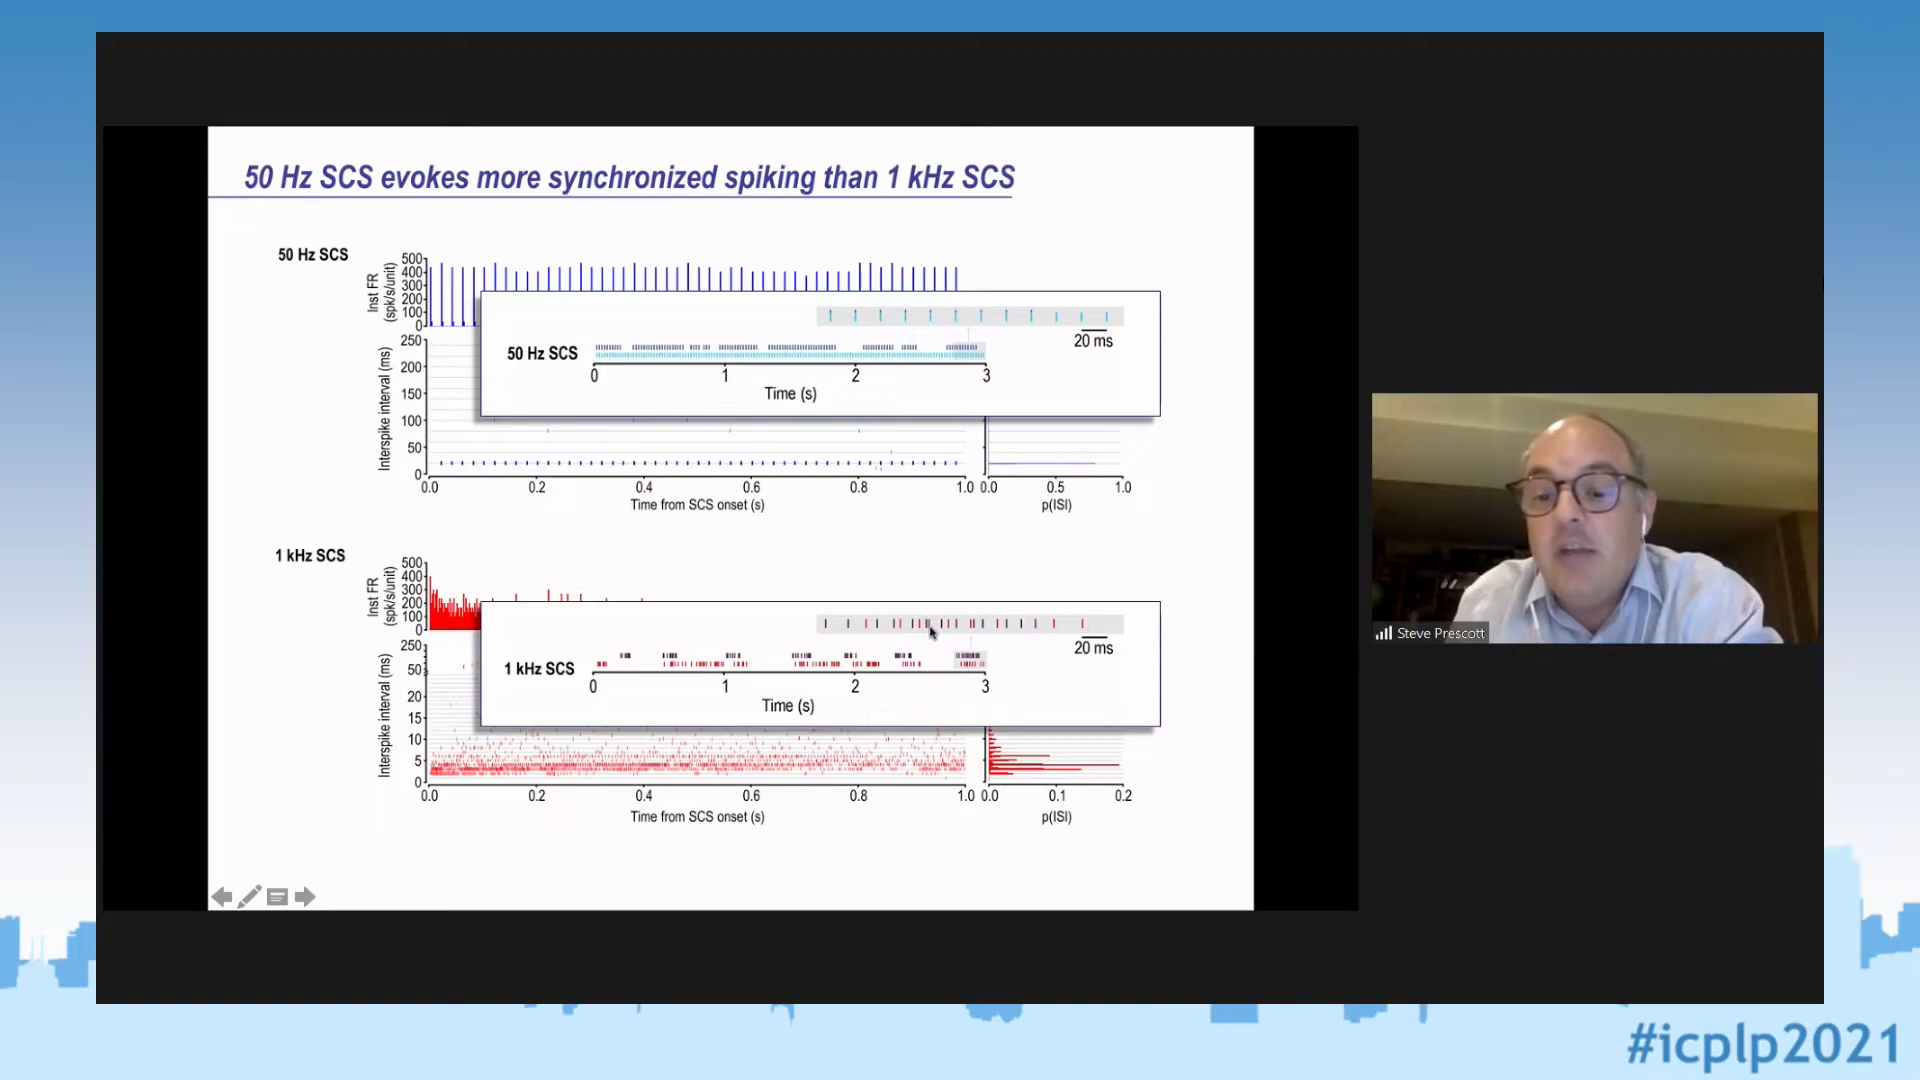 50 Hz SCS evokes more synchronized spiking than 1 kHz SCS
50 Hz SCS
Inst FR
(spk/s/unit)
500
400
300
200
100
0
20 ms
50 Hz SCS
0 1 2 3
Time (s)
Interspike interval (ms)
250
200
150
100
50
0
0.0 0.2 0.4 0.6 0.8 1.0
Time from SCS onset (s)
0.0 0.5 1.0
p(ISI)
1 kHz SCS
Inst FR
(spk/s/unit)
500
400
300
200
100
0
20 ms
1 kHz SCS
0 1 2 3
Time (s)
Interspike interval (ms)
250
50
20
15
10
5
0
0.0 0.2 0.4 0.6 0.8 1.0
Time from SCS onset (s)
0.0 0.1 0.2
p(ISI)
Steve Prescott
#icplp2021